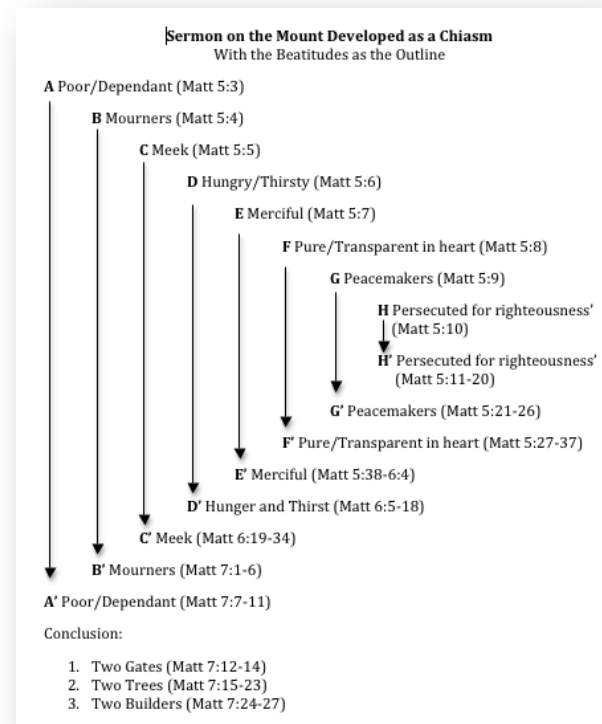 Sermon on the Mount Developed as a Chiasm
With the Beatitudes as the Outline
A Poor/Dependant (Matt 5:3)
B Mourners (Matt 5:4)
C Meek (Matt 5:5)
D Hungry/Thirsty (Matt 5:6)
E Merciful (Matt 5:7)
F Pure/Transparent in heart (Matt 5:8)
G Peacemakers (Matt 5:9)
H Persecuted for righteousness’
(Matt 5:10)
H’ Persecuted for righteousness’
(Matt 5:11-20)
G’ Peacemakers (Matt 5:21-26)
F’ Pure/Transparent in heart (Matt 5:27-37)
E’ Merciful (Matt 5:38-6:4)
D’ Hunger and Thirst (Matt 6:5-18)
C’ Meek (Matt 6:19-34)
B’ Mourners (Matt 7:1-6)
A’ Poor/Dependant (Matt 7:7-11)
Conclusion:
1. Two Gates (Matt 7:12-14)
2. Two Trees (Matt 7:15-23)
3. Two Builders (Matt 7:24-27)